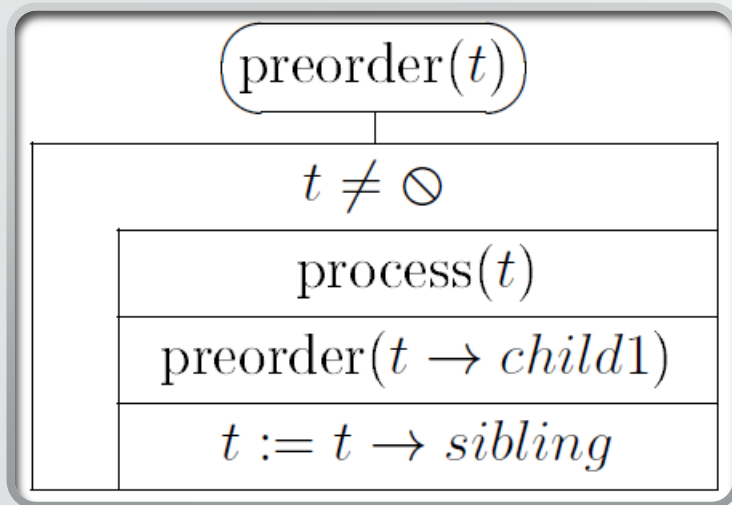 preorder(t)
t ≠ ⦸
process(t)
preorder(t → child1)
t := t → sibling